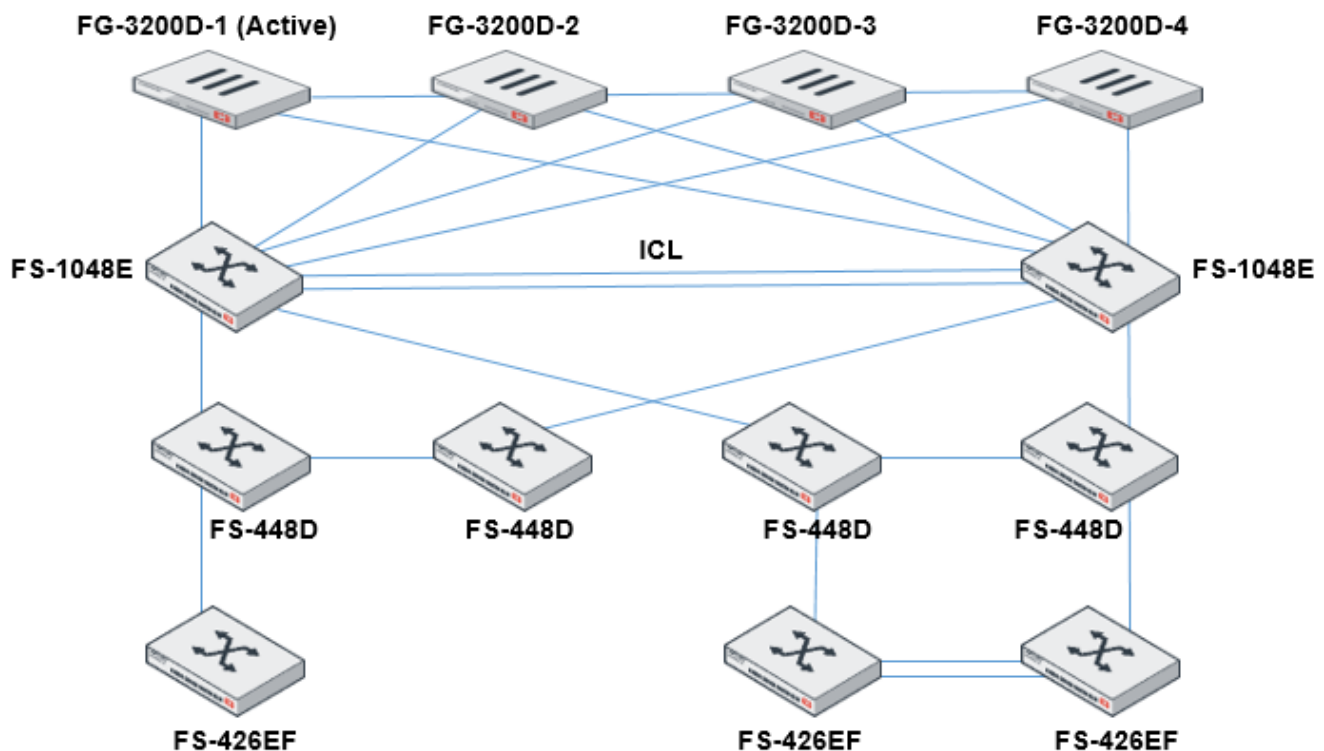 FG-3200D-1 (Active)
FG-3200D-2
FG-3200D-3
FG-3200D-4
FS-1048E
ICL
FS-1048E
FS-448D
FS-448D
FS-448D
FS-448D
FS-426EF
FS-426EF
FS-426EF